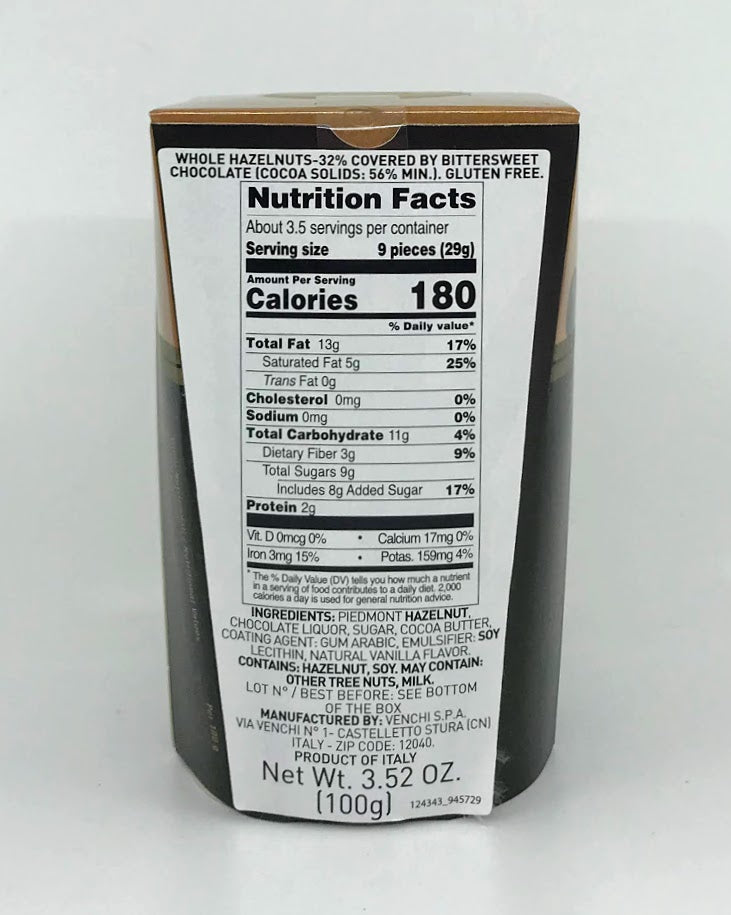 WHOLE HAZELNUTS-32% COVERED BY BITTERSWEET
CHOCOLATE (COCOA SOLIDS: 56% MIN.). GLUTEN FREE.
Nutrition Facts
About 3.5 servings per container
Serving size 9 pieces (29g)
Amount Per Serving
Calories 180
% Daily value*
Total Fat 13g 17%
Saturated Fat 5g 25%
Trans Fat 0g
Cholesterol 0mg 0%
Sodium 0mg 0%
Total Carbohydrate 11g 4%
Dietary Fiber 3g 9%
Total Sugars 9g
Includes 8g Added Sugar 17%
Protein 2g
Vit. D 0mcg 0% • Calcium 17mg 0%
Iron 3mg 15% • Potas. 159mg 4%
* The % Daily Value (DV) tells you how much a nutrient
in a serving of food contributes to a daily diet. 2,000
calories a day is used for general nutrition advice.
INGREDIENTS: PIEDMONT HAZELNUT,
CHOCOLATE LIQUOR, SUGAR, COCOA BUTTER,
COATING AGENT: GUM ARABIC, EMULSIFIER: SOY
LECITHIN, NATURAL VANILLA FLAVOR.
CONTAINS: HAZELNUT, SOY. MAY CONTAIN:
OTHER TREE NUTS, MILK.
LOT N° / BEST BEFORE: SEE BOTTOM
OF THE BOX
MANUFACTURED BY: VENCHI S.P.A.
VIA VENCHI N° 1- CASTELLETTO STURA (CN)
ITALY - ZIP CODE: 12040.
PRODUCT OF ITALY
Net Wt. 3.52 OZ.
(100g) 124343_945729